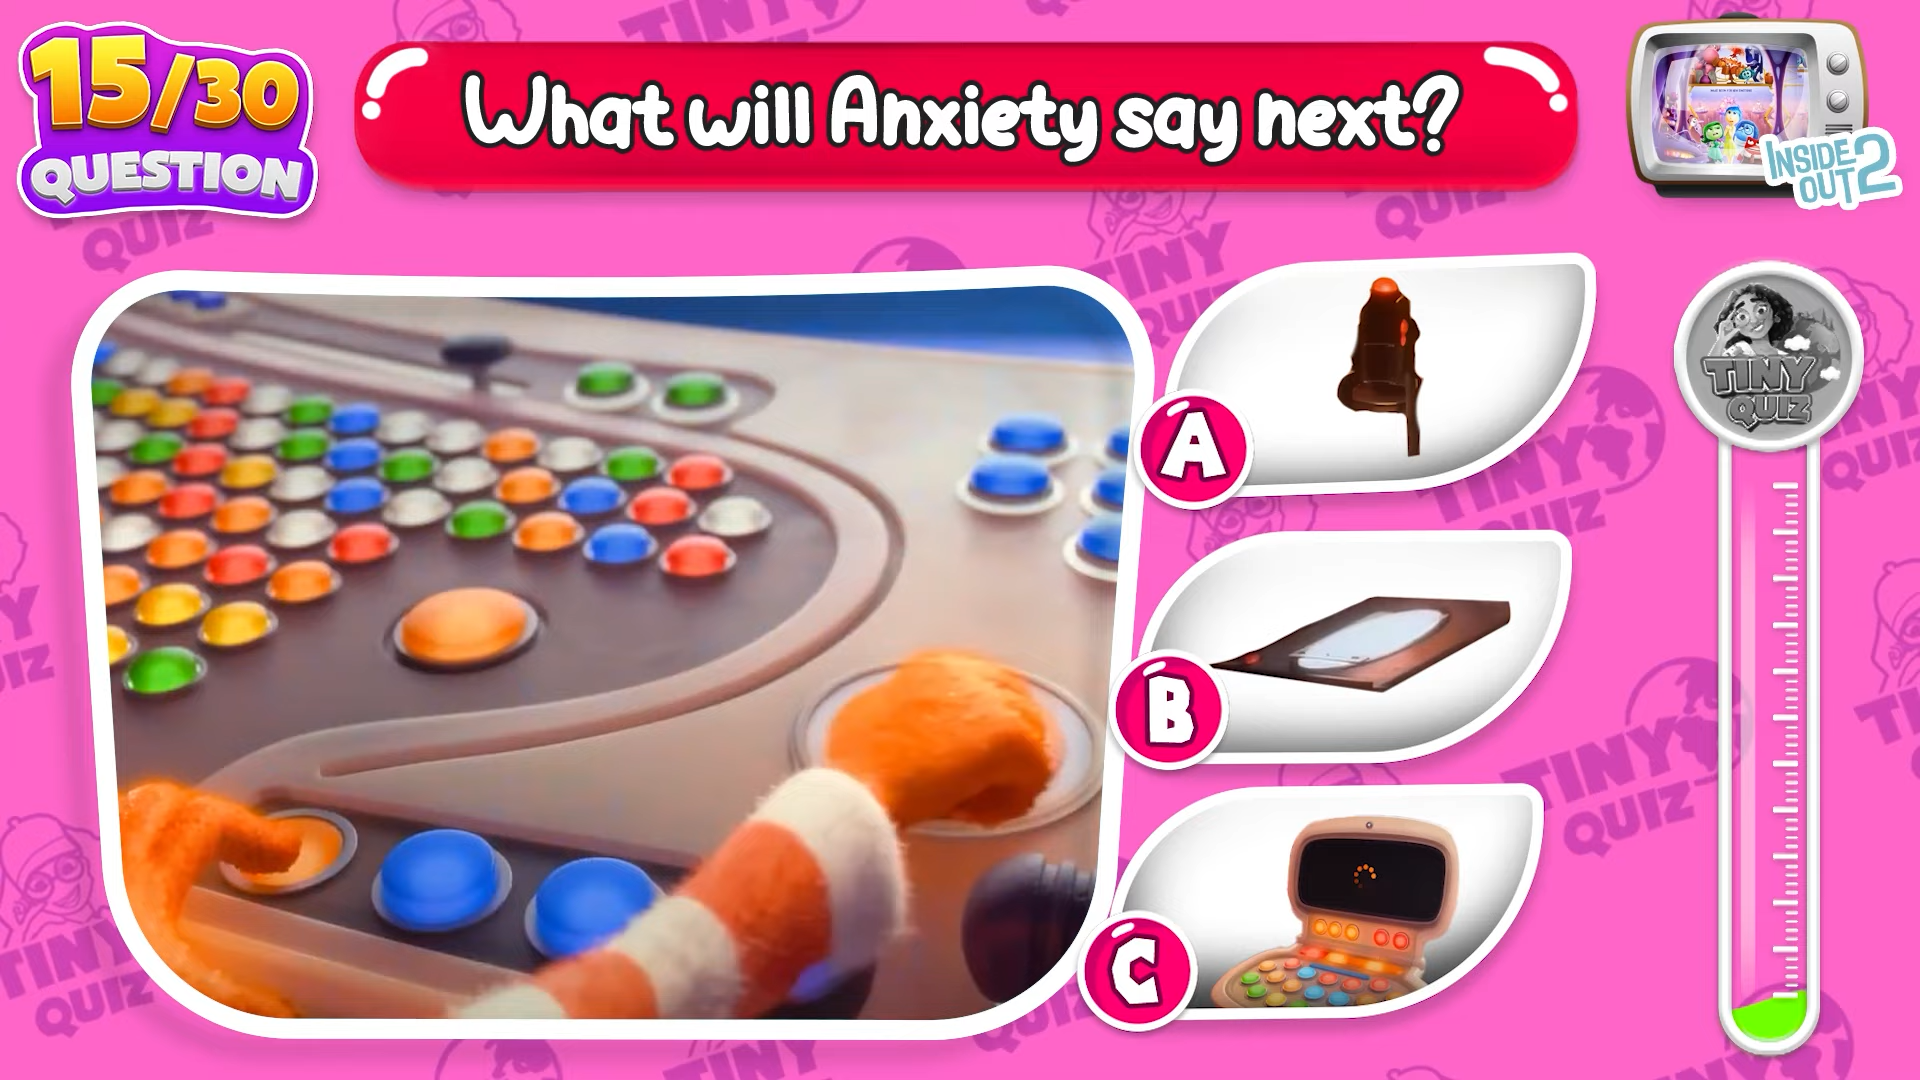 15/30
QUESTION
What will Anxiety say next?
INSIDE
OUT 2
A
B
C
TINY
QUIZ